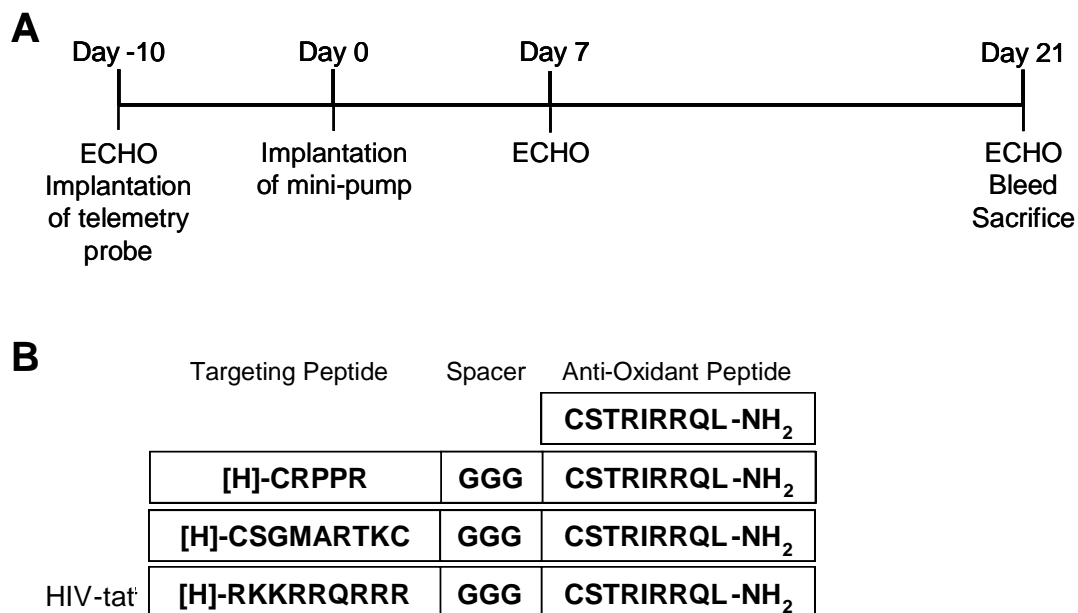 A
Day -10 Day 0 Day 7 Day 21
ECHO
Implantation
of telemetry
probe
Implantation
of mini-pump
ECHO
ECHO
Bleed
Sacrifice
B
Targeting Peptide Spacer Anti-Oxidant Peptide
CSTRIRRQL-NH2
[H]-CRPPR GGG CSTRIRRQL-NH2
[H]-CSGMARTKC GGG CSTRIRRQL-NH2
HIV-tat [H]-RKKRRQRRR GGG CSTRIRRQL-NH2